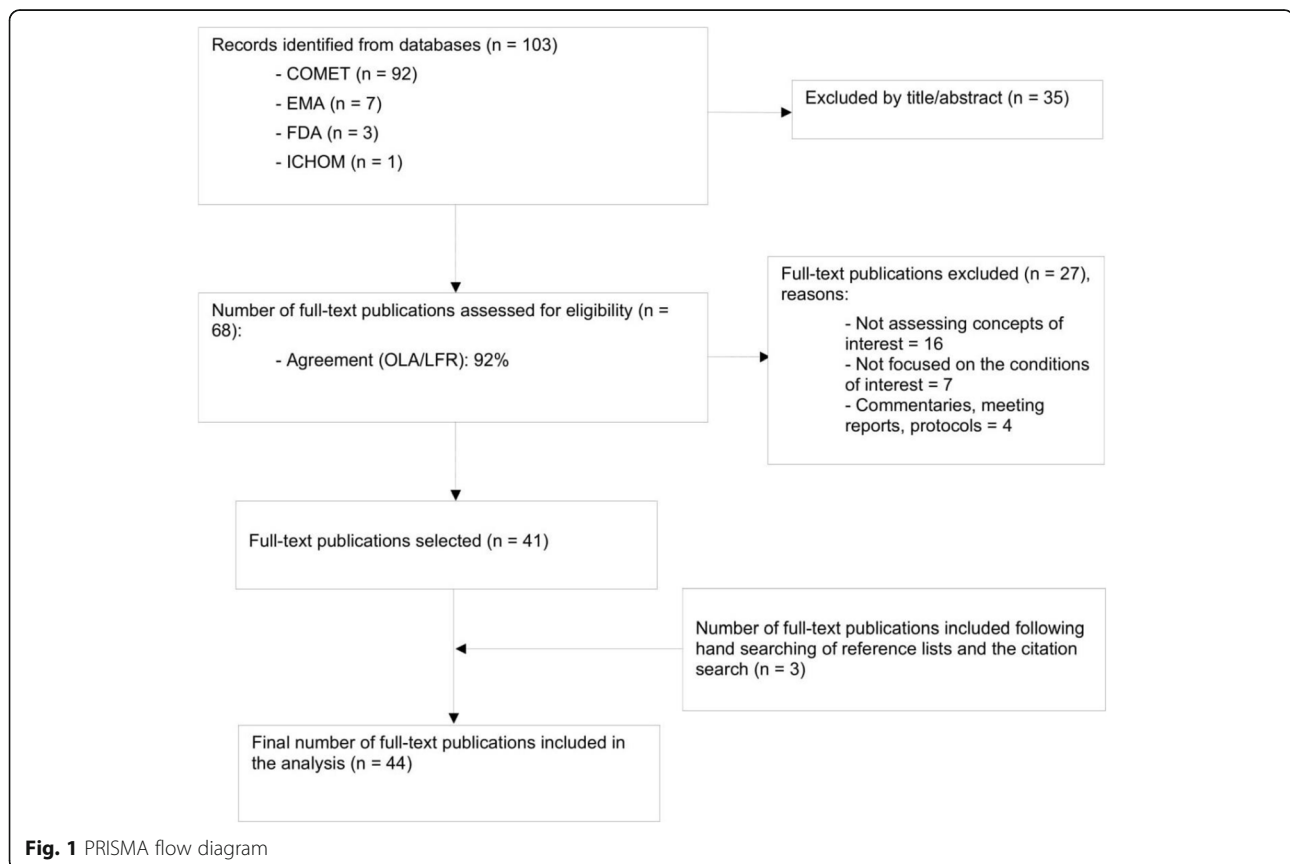 Records identified from databases (n = 103)
- COMET (n = 92)
- EMA (n = 7)
- FDA (n = 3)
- ICHOM (n = 1)
Excluded by title/abstract (n = 35)
Number of full-text publications assessed for eligibility (n =
68):
- Agreement (OLA/LFR): 92%
Full-text publications excluded (n = 27),
reasons:
- Not assessing concepts of
interest = 16
- Not focused on the conditions
of interest = 7
- Commentaries, meeting
reports, protocols = 4
Full-text publications selected (n = 41)
Number of full-text publications included following
hand searching of reference lists and the citation
search (n = 3)
Final number of full-text publications included in
the analysis (n = 44)
Fig. 1 PRISMA flow diagram